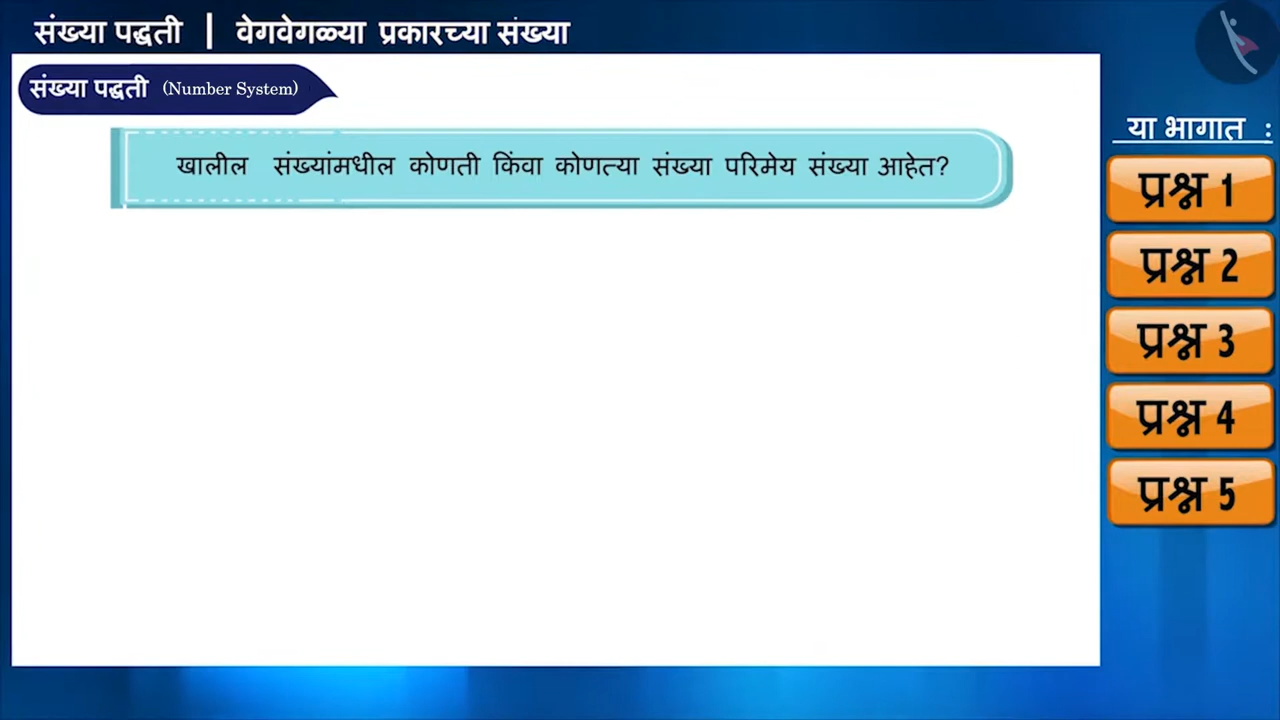 संख्या पद्धती | वेगवेगळ्या प्रकारच्या संख्या
संख्या पद्धती (Number System)
खालील संख्यांमधील कोणती किंवा कोणत्या संख्या परिमेय संख्या आहेत?
या भागात :
प्रश्न 1
प्रश्न 2
प्रश्न 3
प्रश्न 4
प्रश्न 5